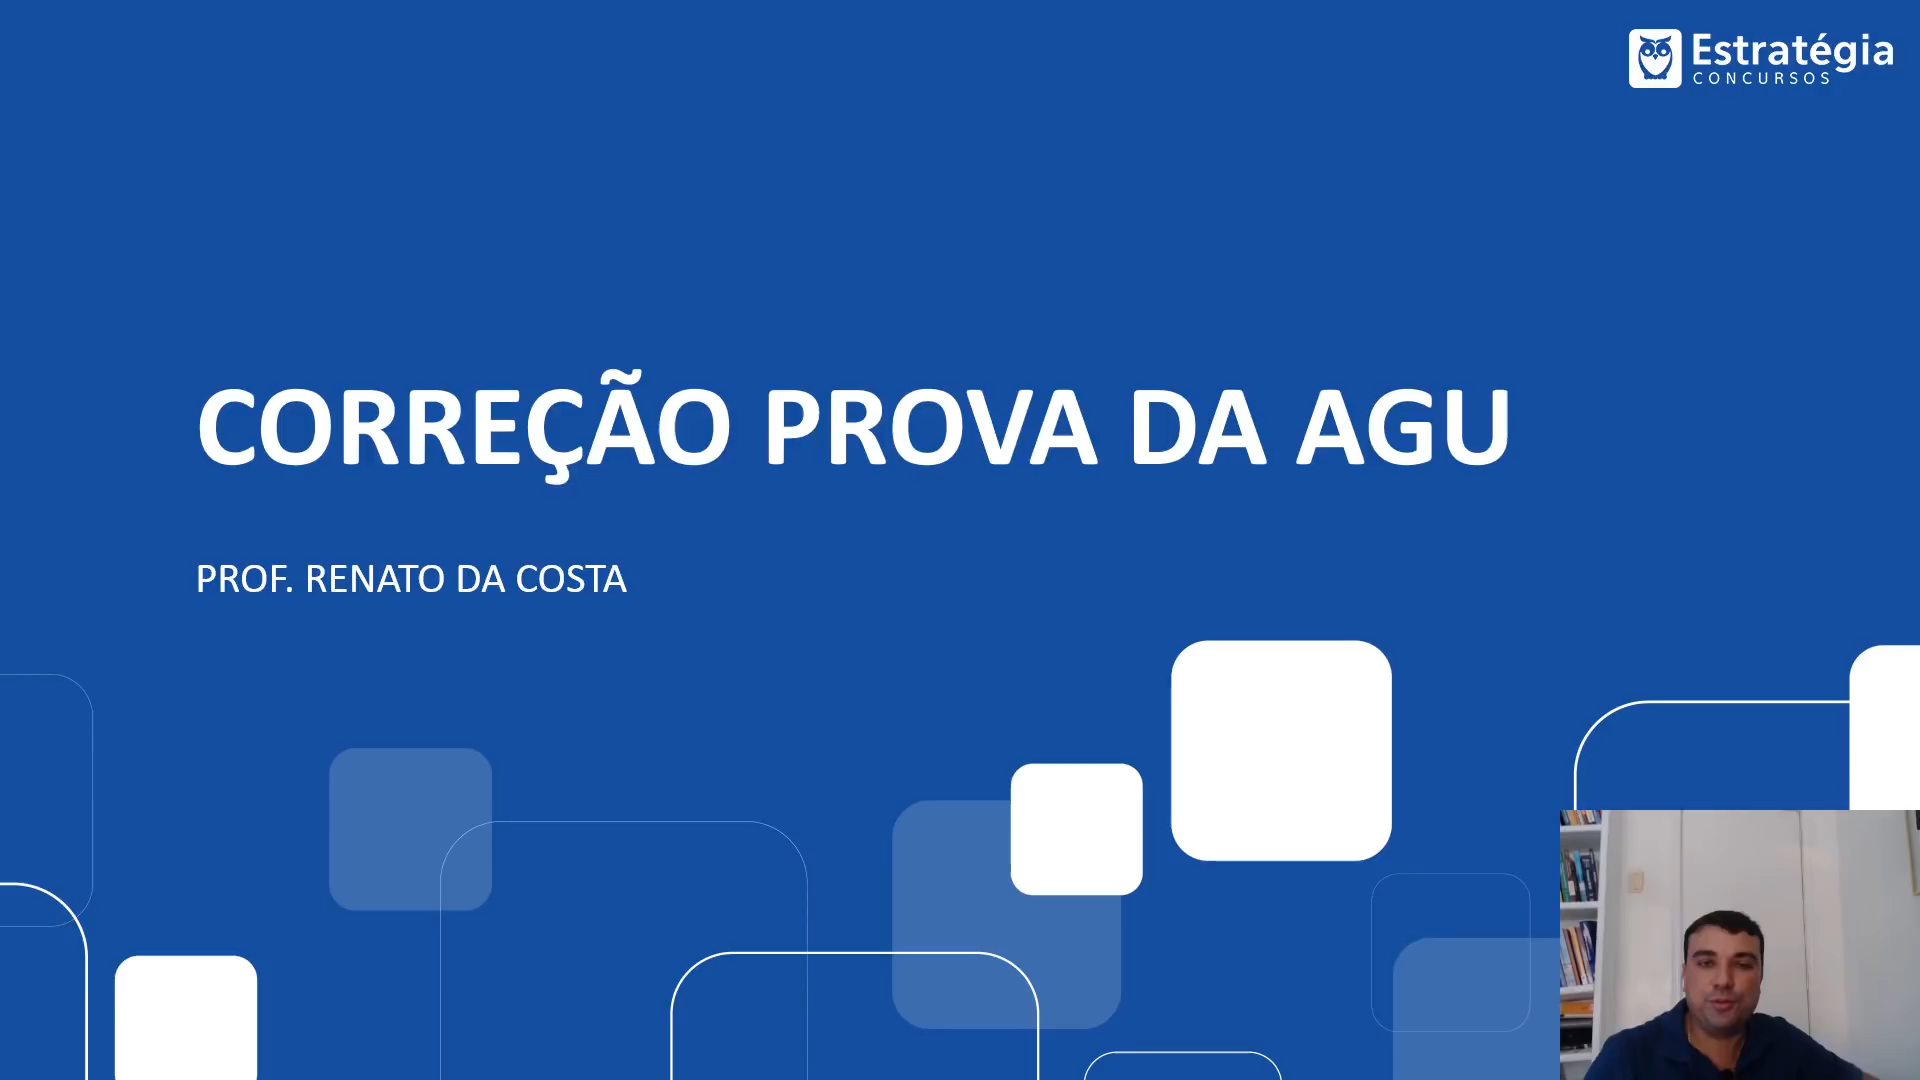 Estratégia
CONCURSOS
CORREÇÃO PROVA DA AGU
PROF. RENATO DA COSTA